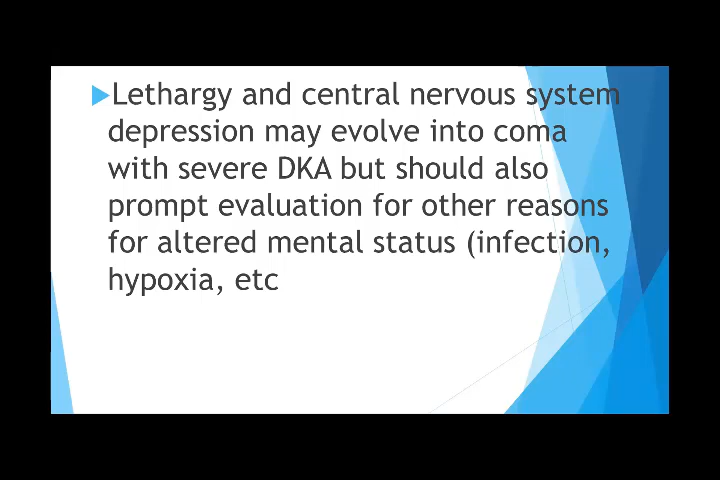 Lethargy and central nervous system
depression may evolve into coma
with severe DKA but should also
prompt evaluation for other reasons
for altered mental status (infection,
hypoxia, etc